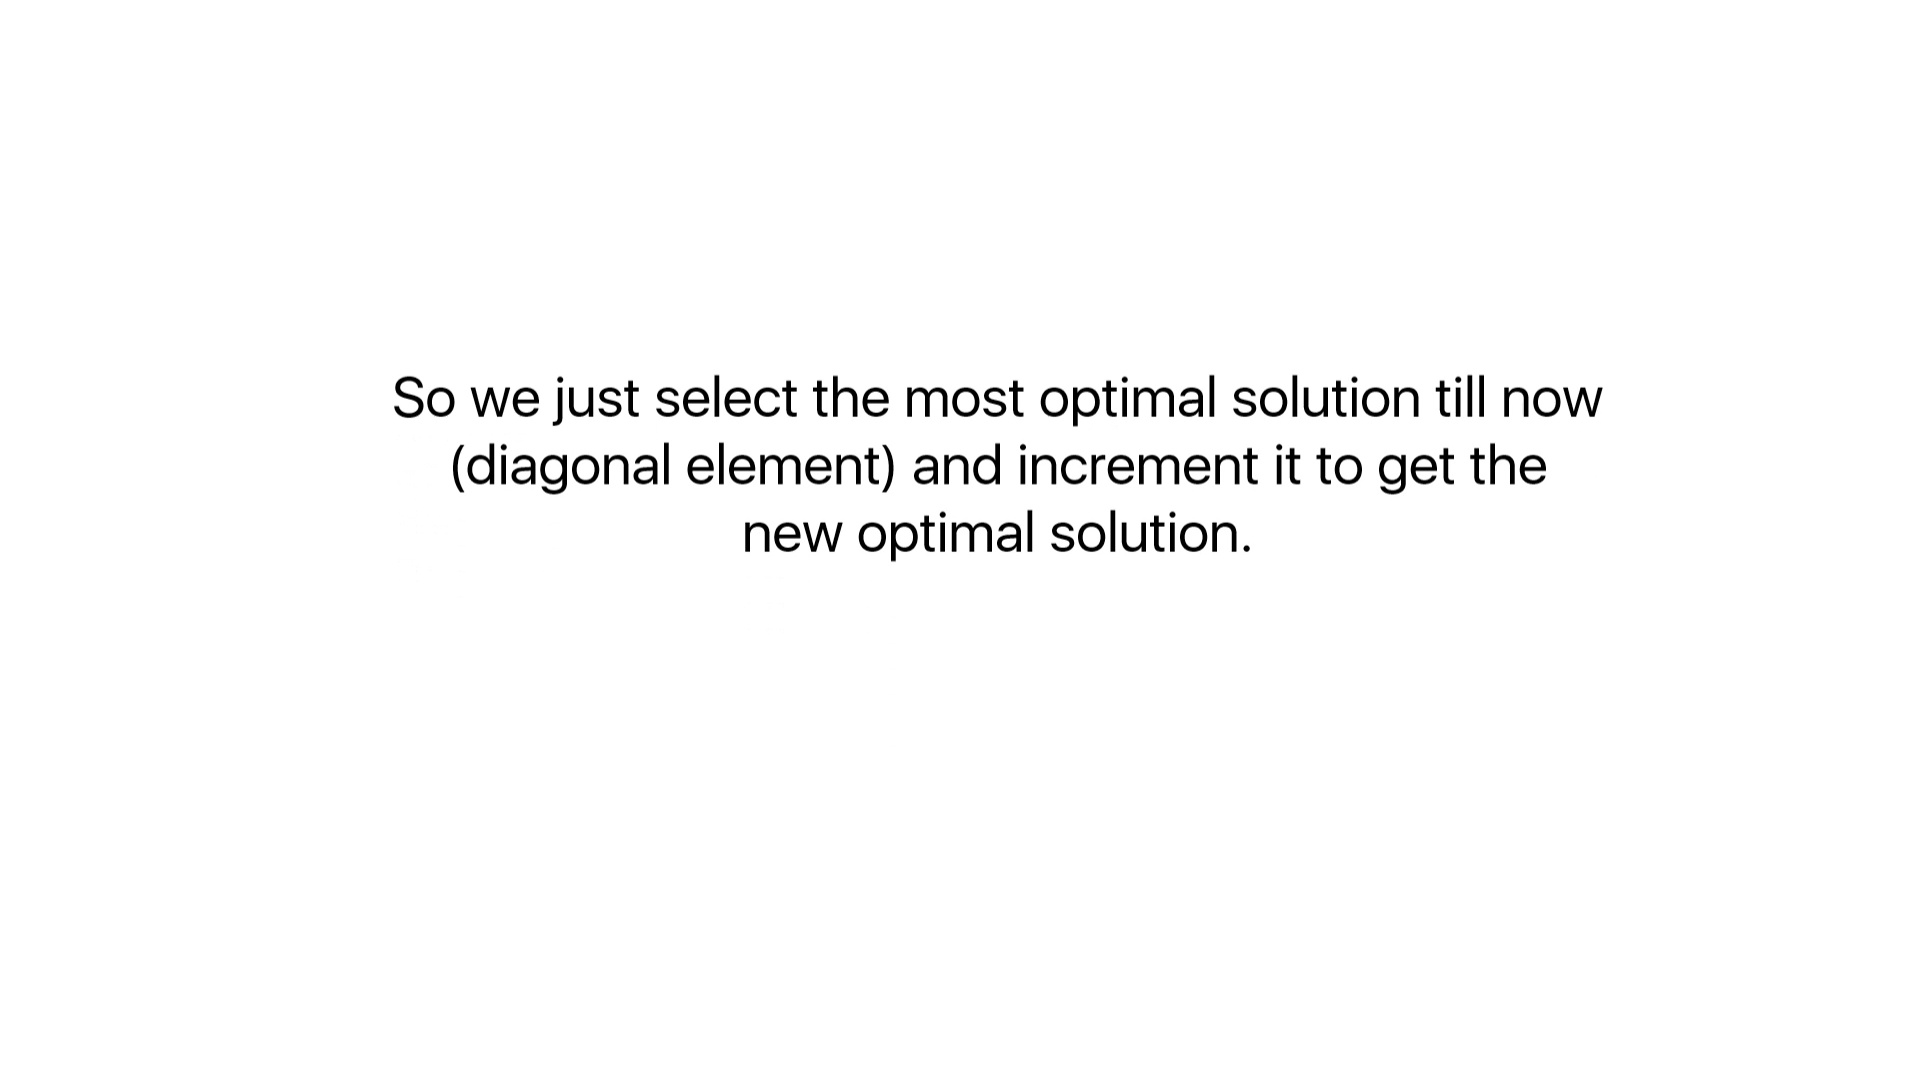 So we just select the most optimal solution till now
(diagonal element) and increment it to get the
new optimal solution.